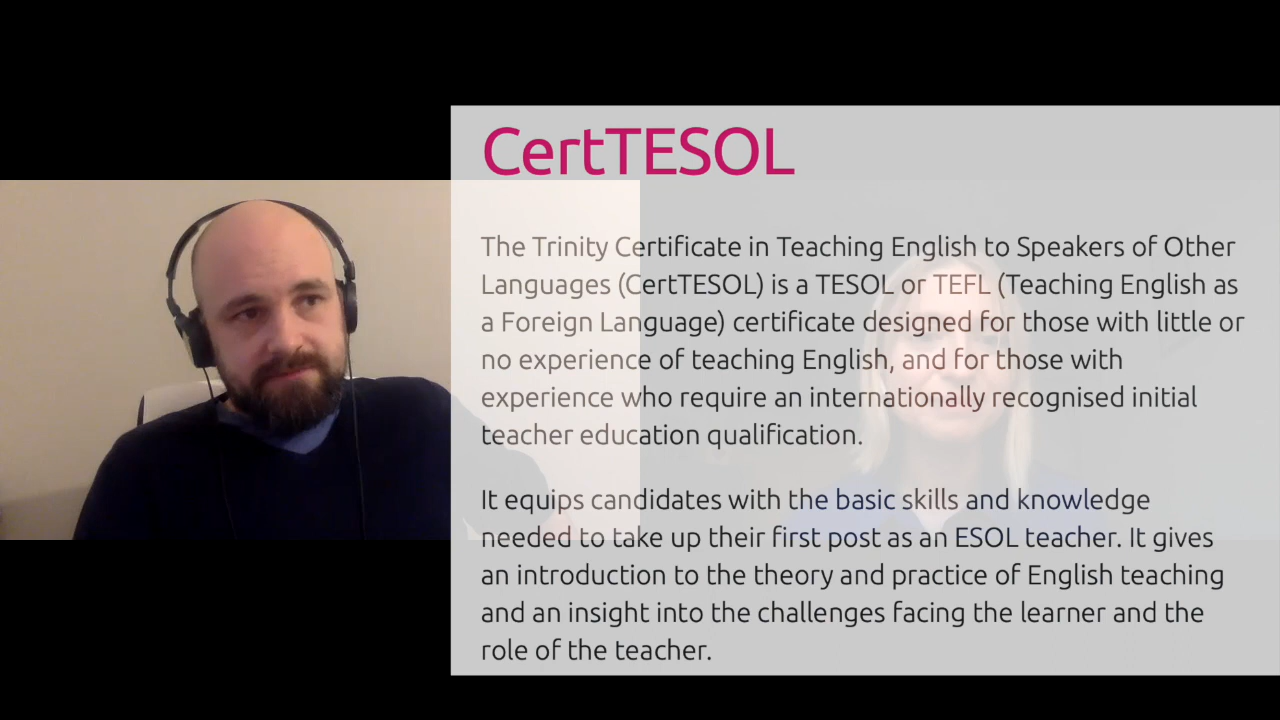 CertTESOL
The Trinity Certificate in Teaching English to Speakers of Other
Languages (CertTESOL) is a TESOL or TEFL (Teaching English as
a Foreign Language) certificate designed for those with little or
no experience of teaching English, and for those with
experience who require an internationally recognised initial
teacher education qualification.
It equips candidates with the basic skills and knowledge
needed to take up their first post as an ESOL teacher. It gives
an introduction to the theory and practice of English teaching
and an insight into the challenges facing the learner and the
role of the teacher.